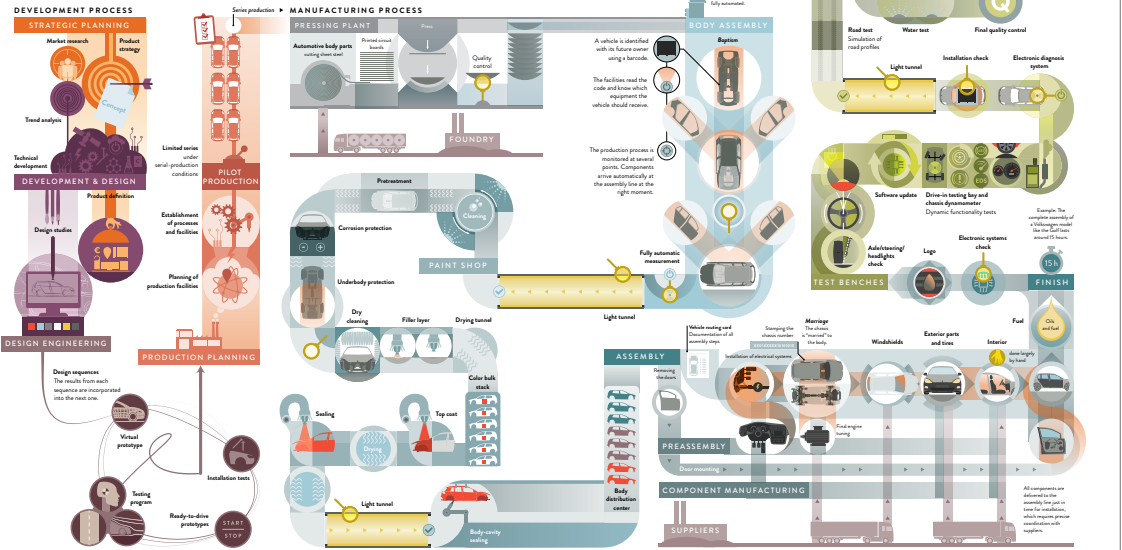 DEVELOPMENT PROCESS
STRATEGIC PLANNING
Market research
Product
strategy
Concept
Trend analysis
Technical
development
DEVELOPMENT & DESIGN
Product definition
Design studies
DESIGN ENGINEERING
Design sequences
The results from each
sequence are incorporated
into the next one.
Virtual
prototype
Installation tests
Testing
program
Ready-to-drive
prototypes
START
STOP
Series production
Limited series
under
serial-production
conditions
PILOT
PRODUCTION
Establishment
of processes
and facilities
Planning of
production facilities
PRODUCTION PLANNING
MANUFACTURING PROCESS
PRESSING PLANT
Automotive body parts
cutting sheet steel
Printed circuit
boards
Press
Quality
control
FOUNDRY
fully automated.
BODY ASSEMBLY
A vehicle is identified
with its future owner
using a barcode.
Baptism
The facilities read the
code and know which
equipment the
vehicle should receive.
The production process is
monitored at several
points. Components
arrive automatically at
the assembly line at the
right moment.
Fully automatic
measurement
Light tunnel
Pretreatment
Cleaning
Corrosion protection
PAINT SHOP
Underbody protection
Dry
cleaning
Filler layer
Drying tunnel
Color bulk
stack
Sealing
Top coat
Drying
Light tunnel
Body-cavity
sealing
ASSEMBLY
Body
distribution
center
Removing
the doors
Vehicle routing card
Documentation of all
assembly steps
Stamping the
chassis number
Installation of electrical systems
Marriage
The chassis
is "married" to
the body.
Windshields
Exterior parts
and tires
Interior
done largely
by hand
Final engine
tuning
PREASSEMBLY
Door mounting
COMPONENT MANUFACTURING
SUPPLIERS
All components are
delivered to the
assembly line just in
time for installation,
which requires precise
coordination with
suppliers.
Fuel
Oils
and fuel
FINISH
15 h
Example: The
complete assembly of
a Volkswagen model
like the Golf lasts
around 15 hours.
Electronic systems
check
Logo
TEST BENCHES
Axle/steering/
headlights
check
Software update
Drive-in testing bay and
chassis dynamometer
Dynamic functionality tests
EDS
Light tunnel
Installation check
Electronic diagnosis
system
Road test
Simulation of
road profiles
Water test
Final quality control
Q